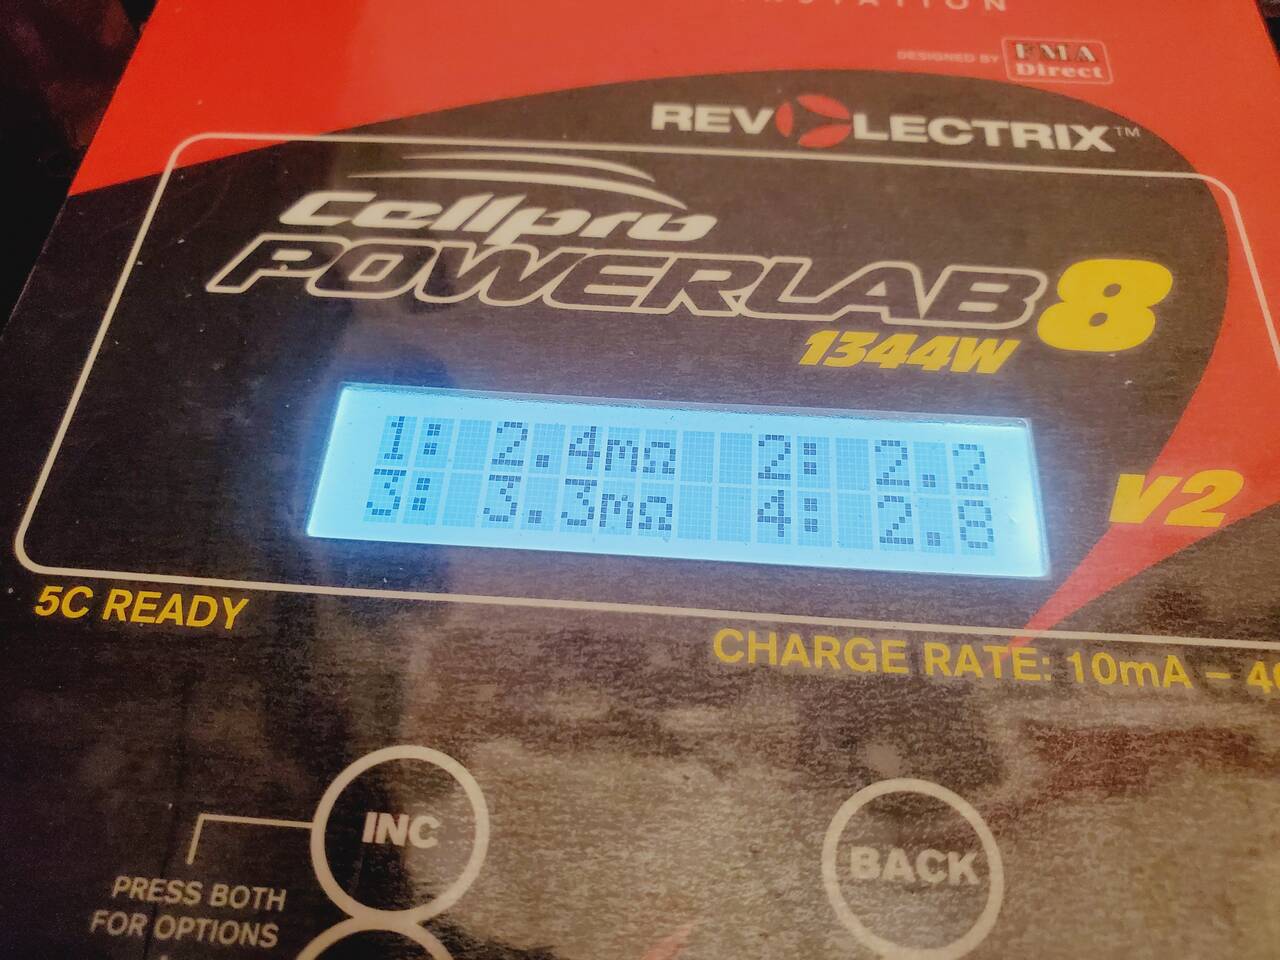 DESIGNED BY FMA Direct
REVOLECTRIX™
Cellpro
POWERLAB 8
1344W
1: 2.4mΩ 2: 2.2
3: 3.3mΩ 4: 2.8
V2
5C READY
CHARGE RATE: 10mA –
INC
BACK
PRESS BOTH
FOR OPTIONS